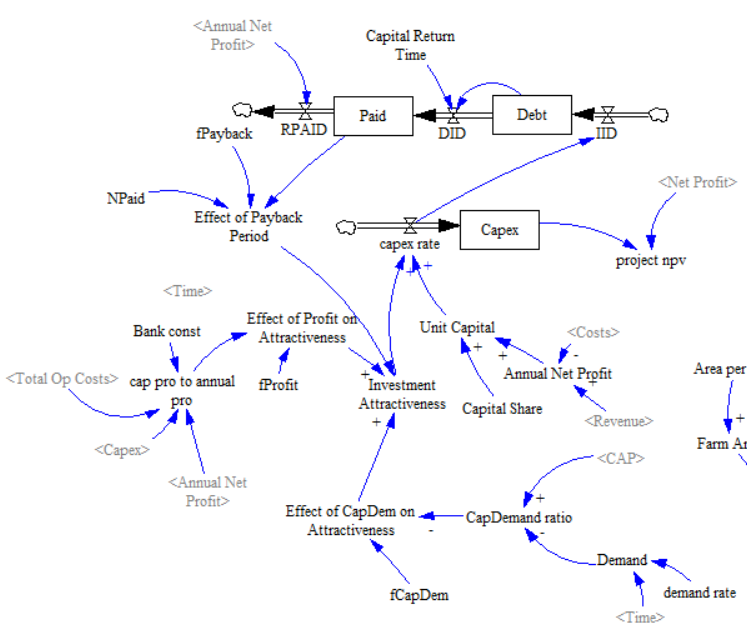 <Annual Net
Profit>
Capital Return
Time
Paid
Debt
RPAID
DID
IID
fPayback
NPaid
Effect of Payback
Period
<Net Profit>
Capex
capex rate
project npv
+
+
<Time>
Bank const
Effect of Profit on
Attractiveness
Unit Capital
+
+
<Costs>
-
Annual Net Profit
+
<Total Op Costs>
cap pro to annual
pro
fProfit
+
Investment
Attractiveness
+
Capital Share
<Revenue>
Area per
+
Farm Ar
<Capex>
<Annual Net
Profit>
<CAP>
+
Effect of CapDem on
Attractiveness
-
CapDemand ratio
-
Demand
fCapDem
demand rate
<Time>